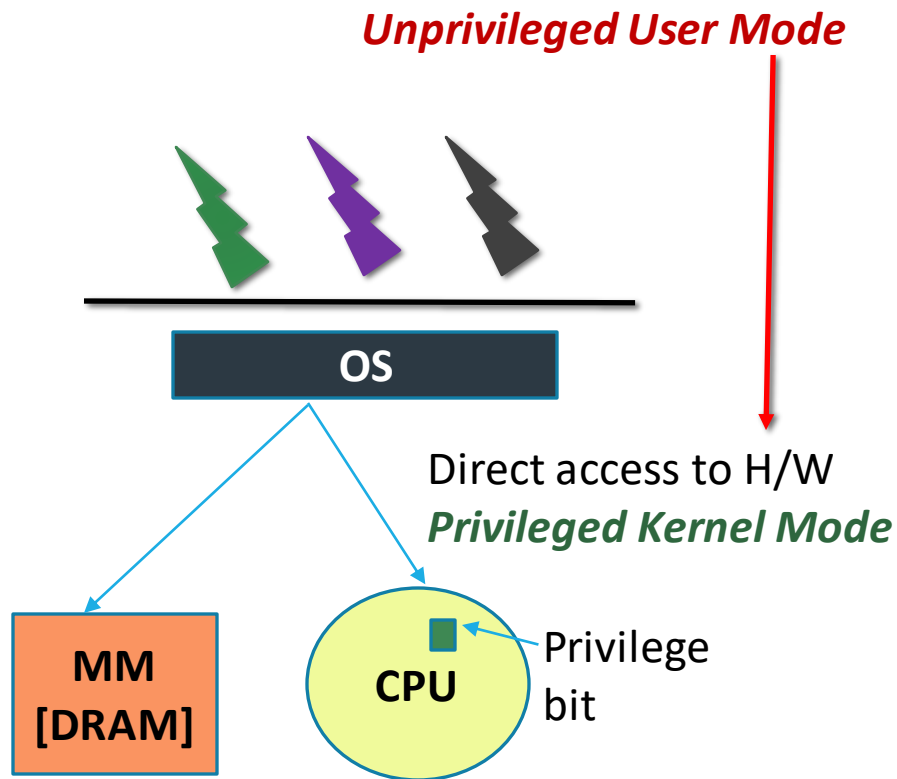 Unprivileged User Mode
OS
Direct access to H/W
Privileged Kernel Mode
MM
[DRAM]
CPU
Privilege
bit